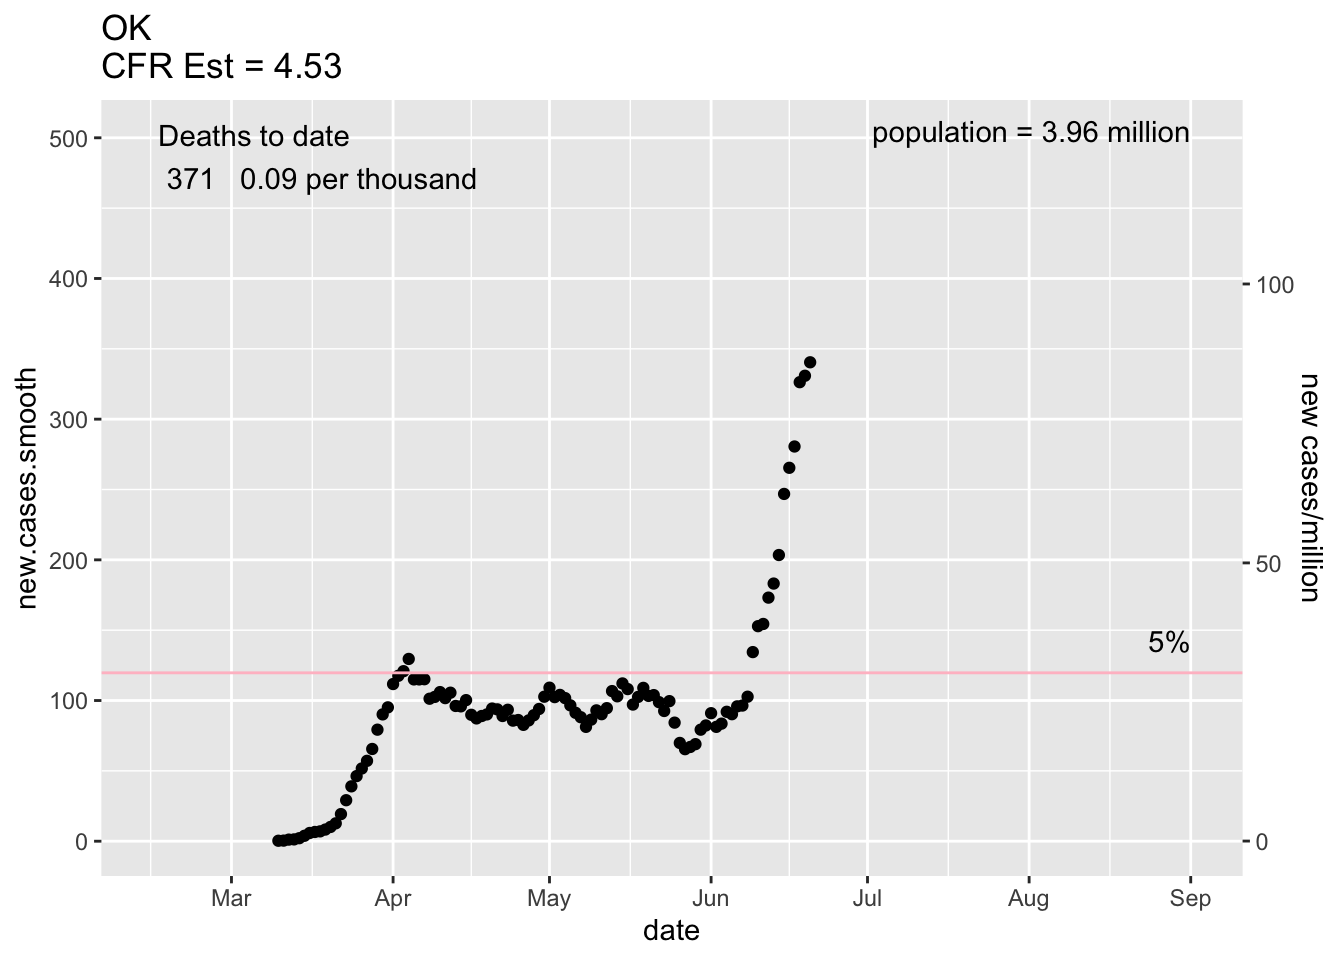 OK
CFR Est = 4.53
Deaths to date
371 0.09 per thousand
population = 3.96 million
500
400
300
200
100
0
new.cases.smooth
100
50
0
new cases/million
5%
Mar Apr May Jun Jul Aug Sep
date